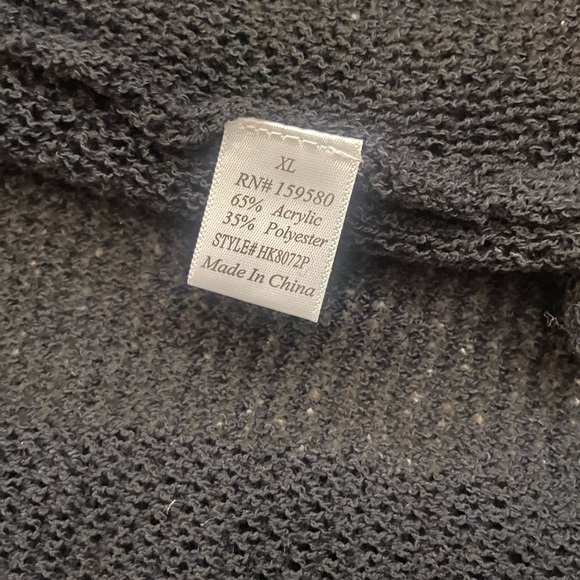 XL
RN# 159580
65% Acrylic
35% Polyester
STYLE# HK8072P
Made In China